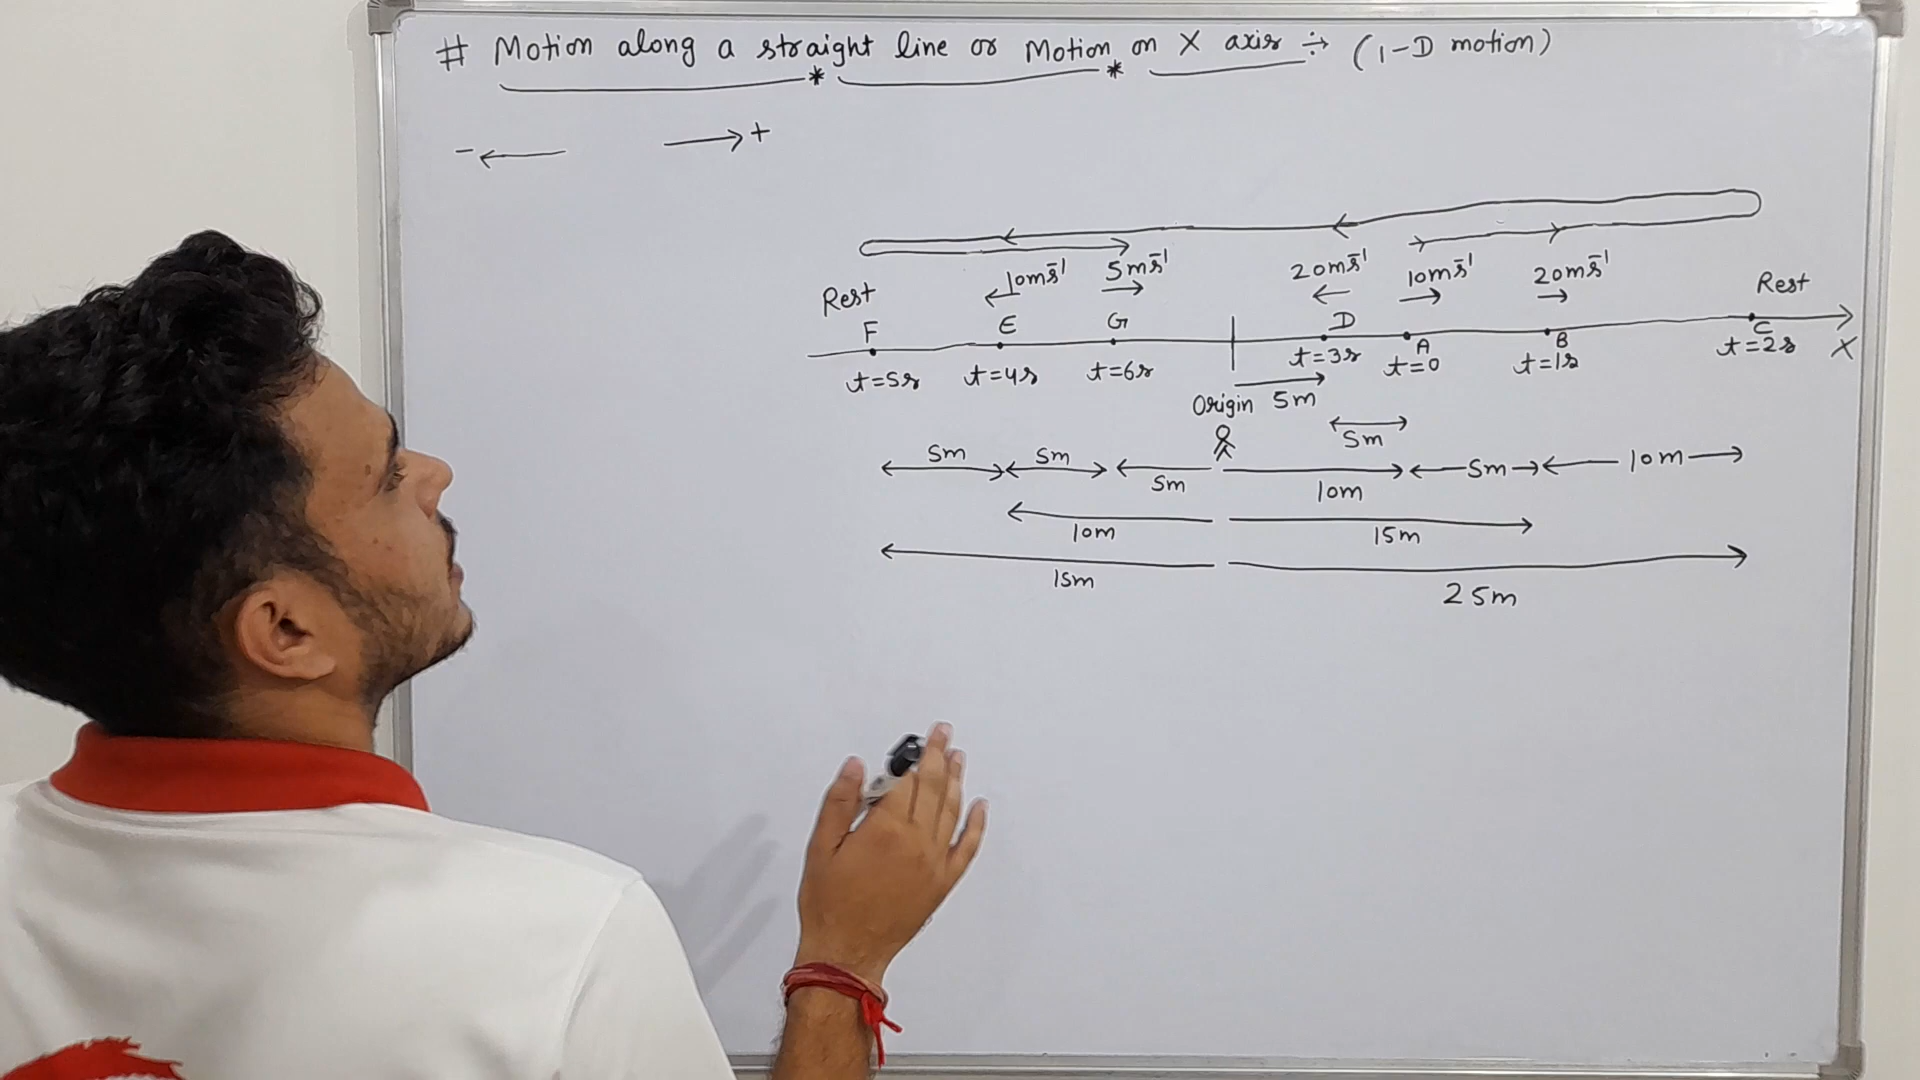 # Motion along a straight line or Motion on X axis ÷ (1-D motion)
- ← → +
10ms⁻¹ 5ms⁻¹ 20ms⁻¹ 10ms⁻¹ 20ms⁻¹
Rest Rest
F E G D A B C
t=5s t=4s t=6s t=3s t=0 t=1s t=2s X
Origin 5m
5m
5m 5m 5m 10m 5m 10m
10m 15m
15m 25m